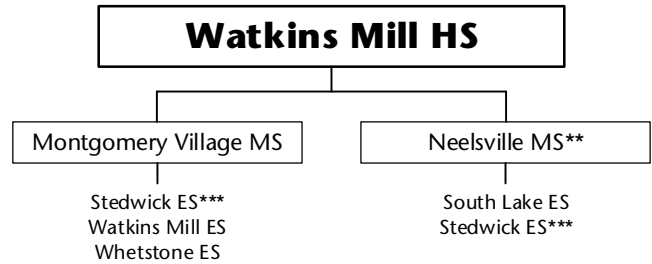 Watkins Mill HS
Montgomery Village MS
Neelsville MS**
Stedwick ES***
Watkins Mill ES
Whetstone ES
South Lake ES
Stedwick ES***